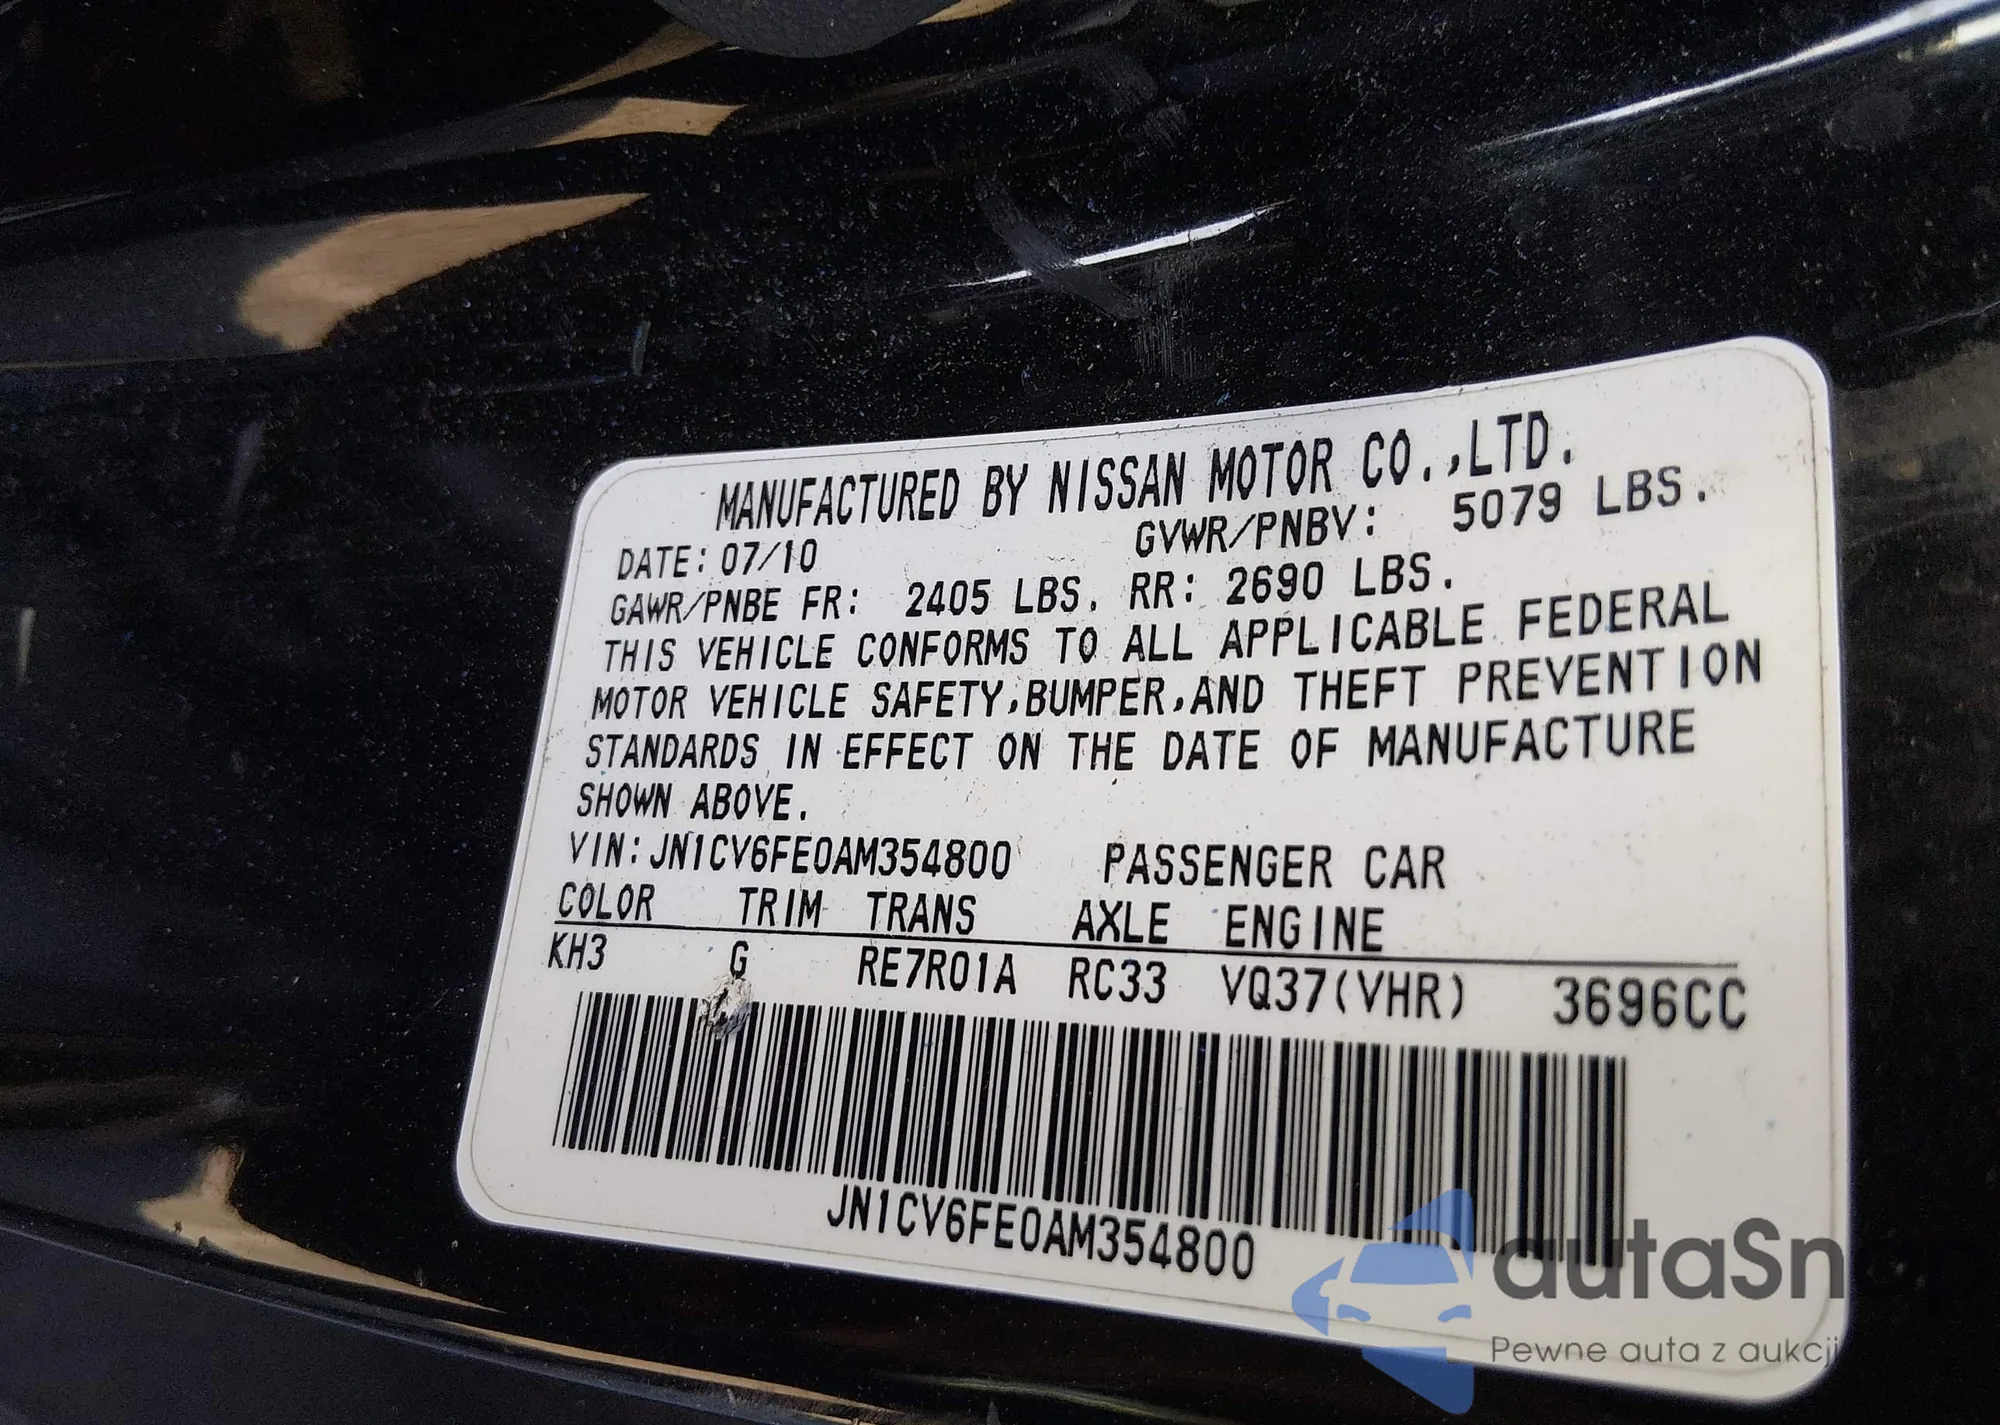 MANUFACTURED BY NISSAN MOTOR CO.,LTD.
DATE: 07/10 GVWR/PNBV: 5079 LBS.
GAWR/PNBE FR: 2405 LBS. RR: 2690 LBS.
THIS VEHICLE CONFORMS TO ALL APPLICABLE FEDERAL
MOTOR VEHICLE SAFETY,BUMPER,AND THEFT PREVENTION
STANDARDS IN EFFECT ON THE DATE OF MANUFACTURE
SHOWN ABOVE.
VIN: JN1CV6FE0AM354800 PASSENGER CAR
COLOR TRIM TRANS AXLE ENGINE
KH3 G RE7R01A RC33 VQ37(VHR) 3696CC
JN1CV6FE0AM354800
autaSn
Pewne auta z aukcji